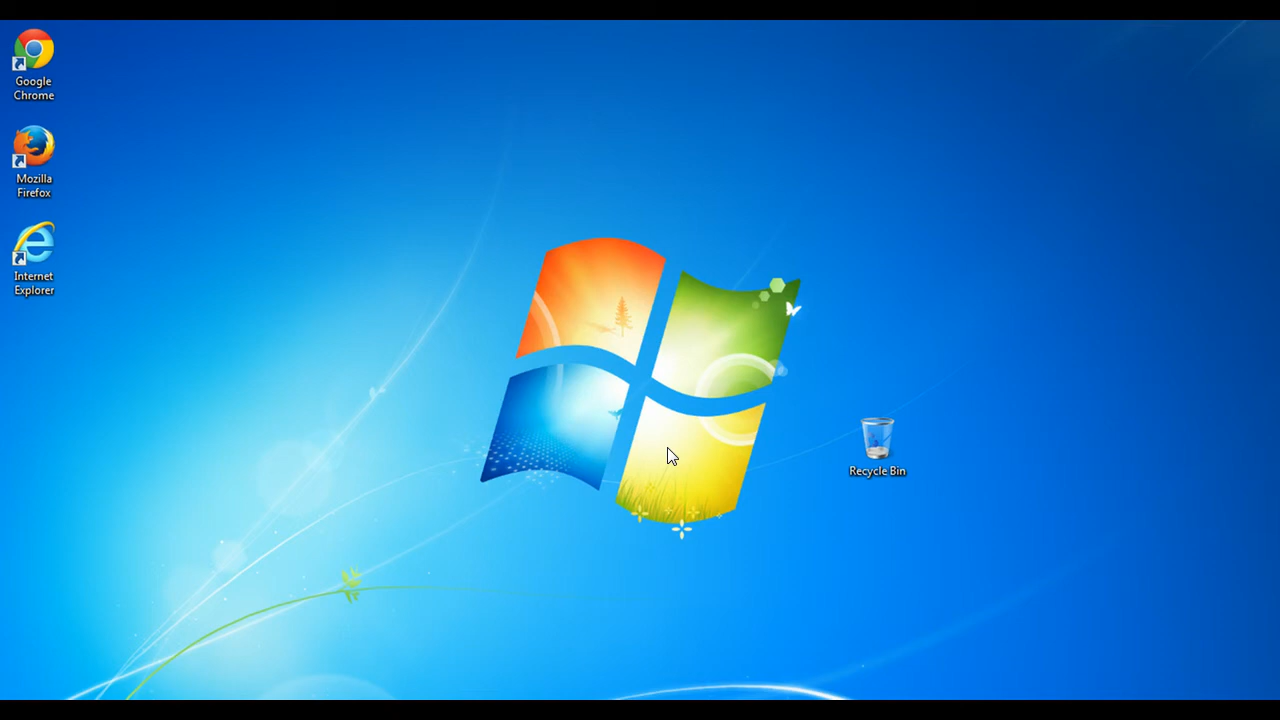 Google
Chrome
Mozilla
Firefox
Internet
Explorer
Recycle Bin